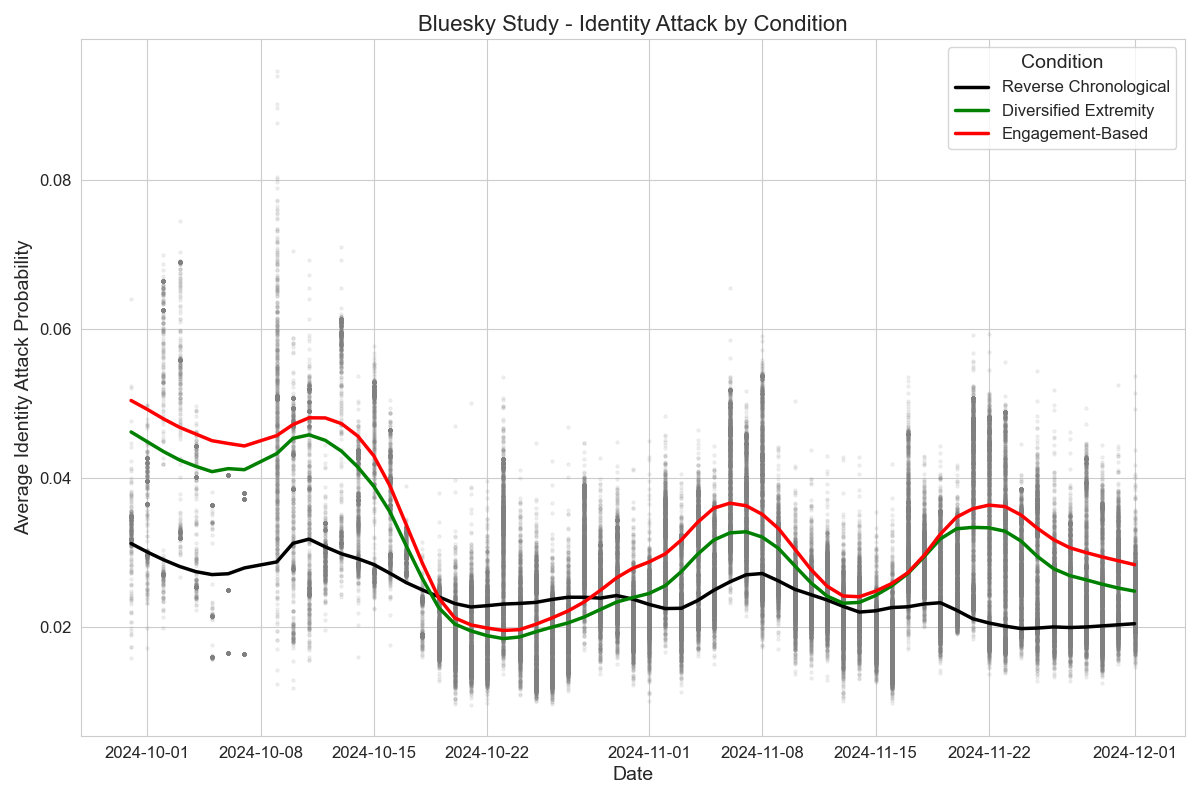 Bluesky Study - Identity Attack by Condition
Condition
Reverse Chronological
Diversified Extremity
Engagement-Based
Average Identity Attack Probability
0.08
0.06
0.04
0.02
2024-10-01 2024-10-08 2024-10-15 2024-10-22 2024-11-01 2024-11-08 2024-11-15 2024-11-22 2024-12-01
Date